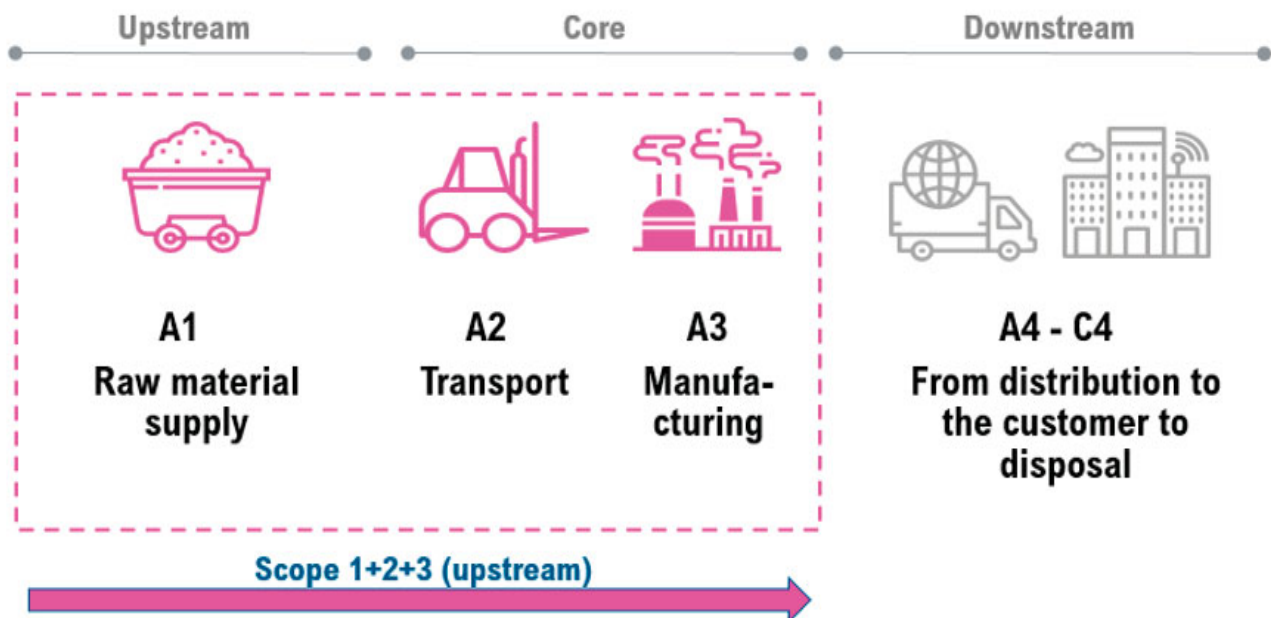 Upstream
Core
Downstream
A1
Raw material
supply
A2
Transport
A3
Manufa-
cturing
A4 - C4
From distribution to
the customer to
disposal
Scope 1+2+3 (upstream)